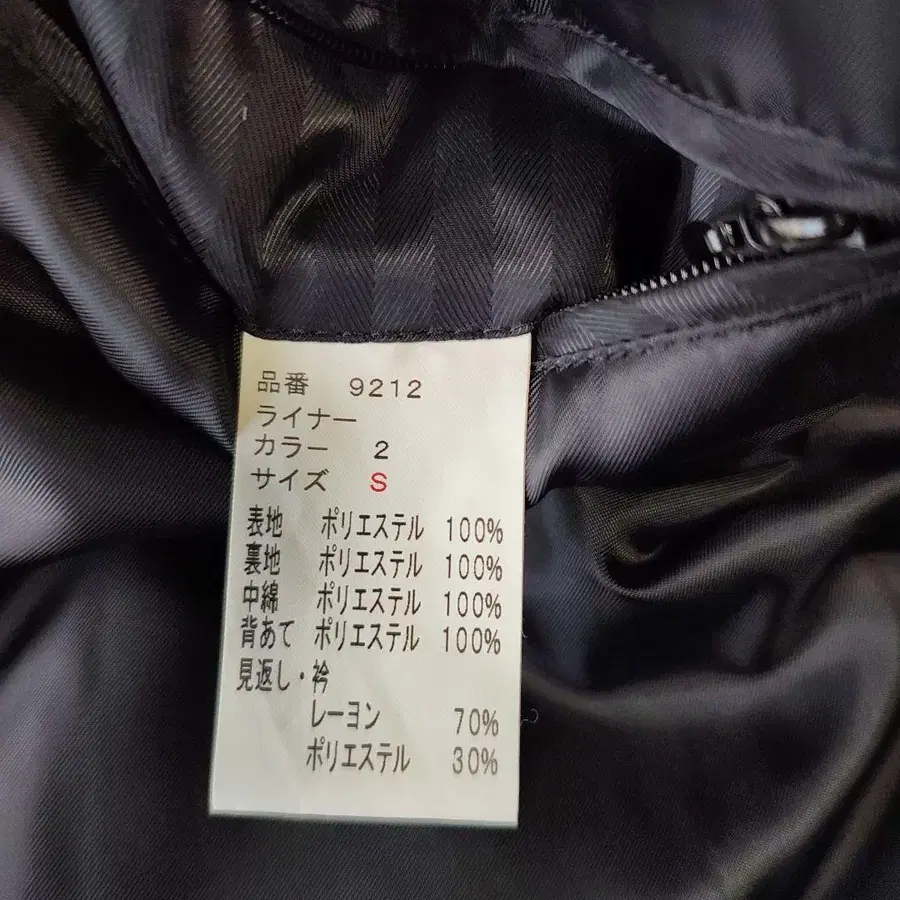 品番 9212
ライナー
カラー 2
サイズ S
表地 ポリエステル 100%
裏地 ポリエステル 100%
中綿 ポリエステル 100%
背あて ポリエステル 100%
見返し・衿
レーヨン 70%
ポリエステル 30%